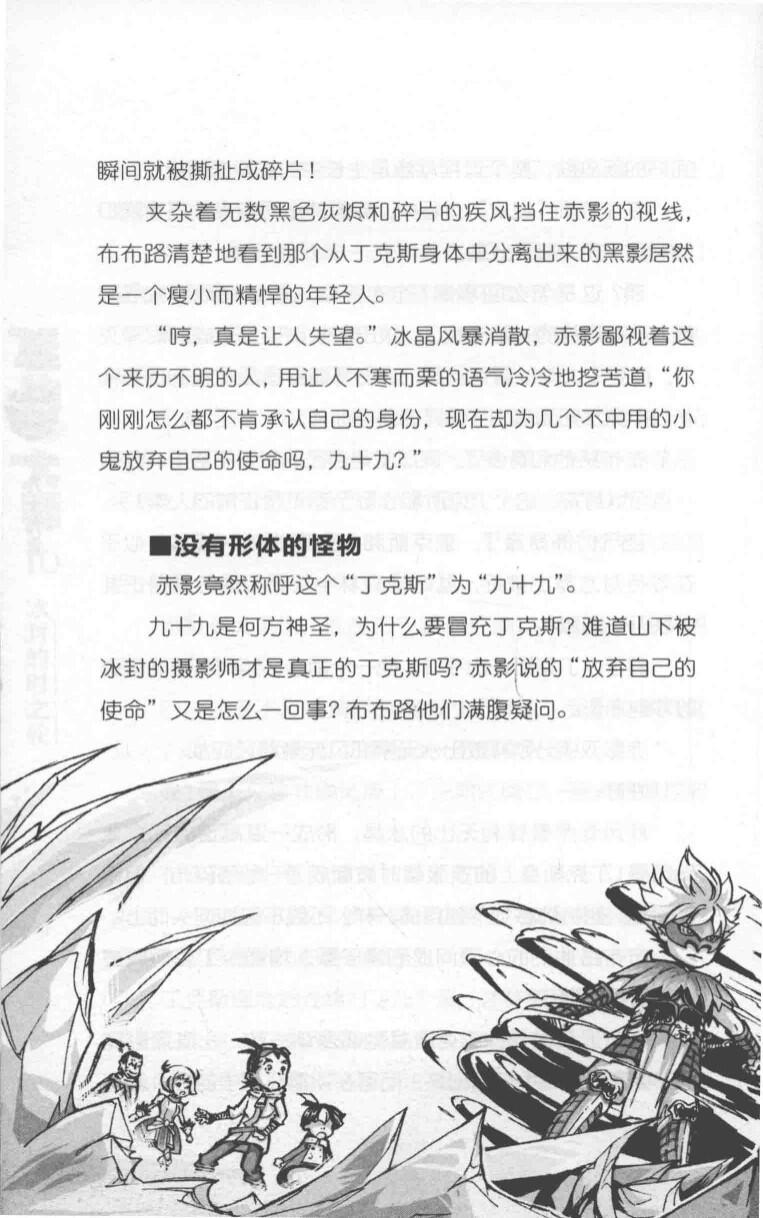 瞬间就被撕扯成碎片！
夹杂着无数黑色灰烬和碎片的疾风挡住赤影的视线，
布布路清楚地看到那个从丁克斯身体中分离出来的黑影居然
是一个瘦小而精悍的年轻人。
“哼，真是让人失望。”冰晶风暴消散，赤影鄙视着这
个来历不明的人，用让人不寒而栗的语气冷冷地挖苦道，“你
刚刚怎么都不肯承认自己的身份，现在却为几个不中用的小
鬼放弃自己的使命吗，九十九？”
■没有形体的怪物
赤影竟然称呼这个“丁克斯”为“九十九”。
九十九是何方神圣，为什么要冒充丁克斯？难道山下被
冰封的摄影师才是真正的丁克斯吗？赤影说的“放弃自己的
使命”又是怎么一回事？布布路他们满腹疑问。